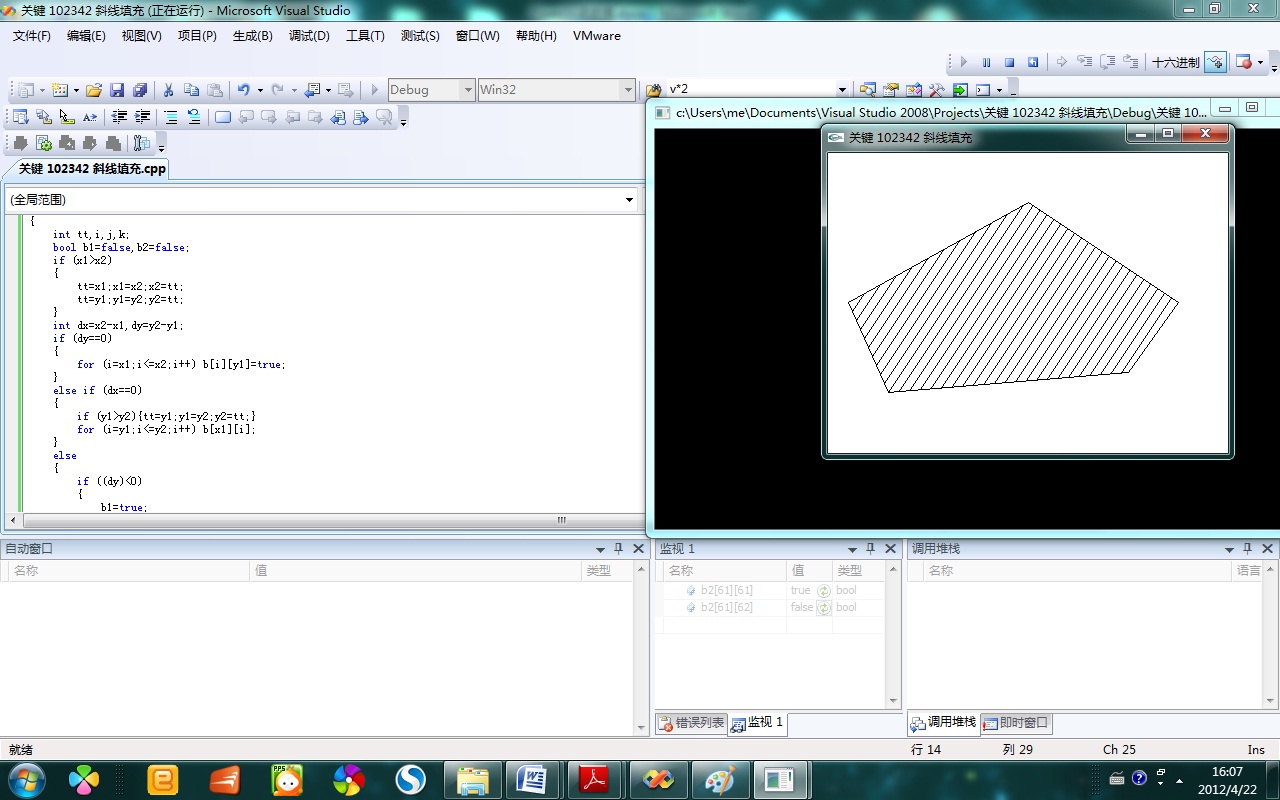 关键 102342 斜线填充 (正在运行) - Microsoft Visual Studio
文件(F) 编辑(E) 视图(V) 项目(P) 生成(B) 调试(D) 工具(T) 测试(S) 窗口(W) 帮助(H) VMware
十六进制
Debug Win32 v*2
c:\Users\me\Documents\Visual Studio 2008\Projects\关键 102342 斜线填充\Debug\关键 10...
关键 102342 斜线填充
关键 102342 斜线填充.cpp
(全局范围)
{
int tt,i,j,k;
bool b1=false,b2=false;
if (x1>x2)
{
tt=x1;x1=x2;x2=tt;
tt=y1;y1=y2;y2=tt;
}
int dx=x2-x1,dy=y2-y1;
if (dy==0)
{
for (i=x1;i<=x2;i++) b[i][y1]=true;
}
else if (dx==0)
{
if (y1>y2){tt=y1;y1=y2;y2=tt;}
for (i=y1;i<=y2;i++) b[x1][i];
}
else
{
if ((dy)<0)
{
b1=true;
自动窗口
名称 值 类型
监视 1
名称 值 类型
b2[61][61] true bool
b2[61][62] false bool
错误列表 监视 1
调用堆栈
名称 语言
调用堆栈 即时窗口
就绪 行 14 列 29 Ch 25 Ins
PPS
16:07
2012/4/22